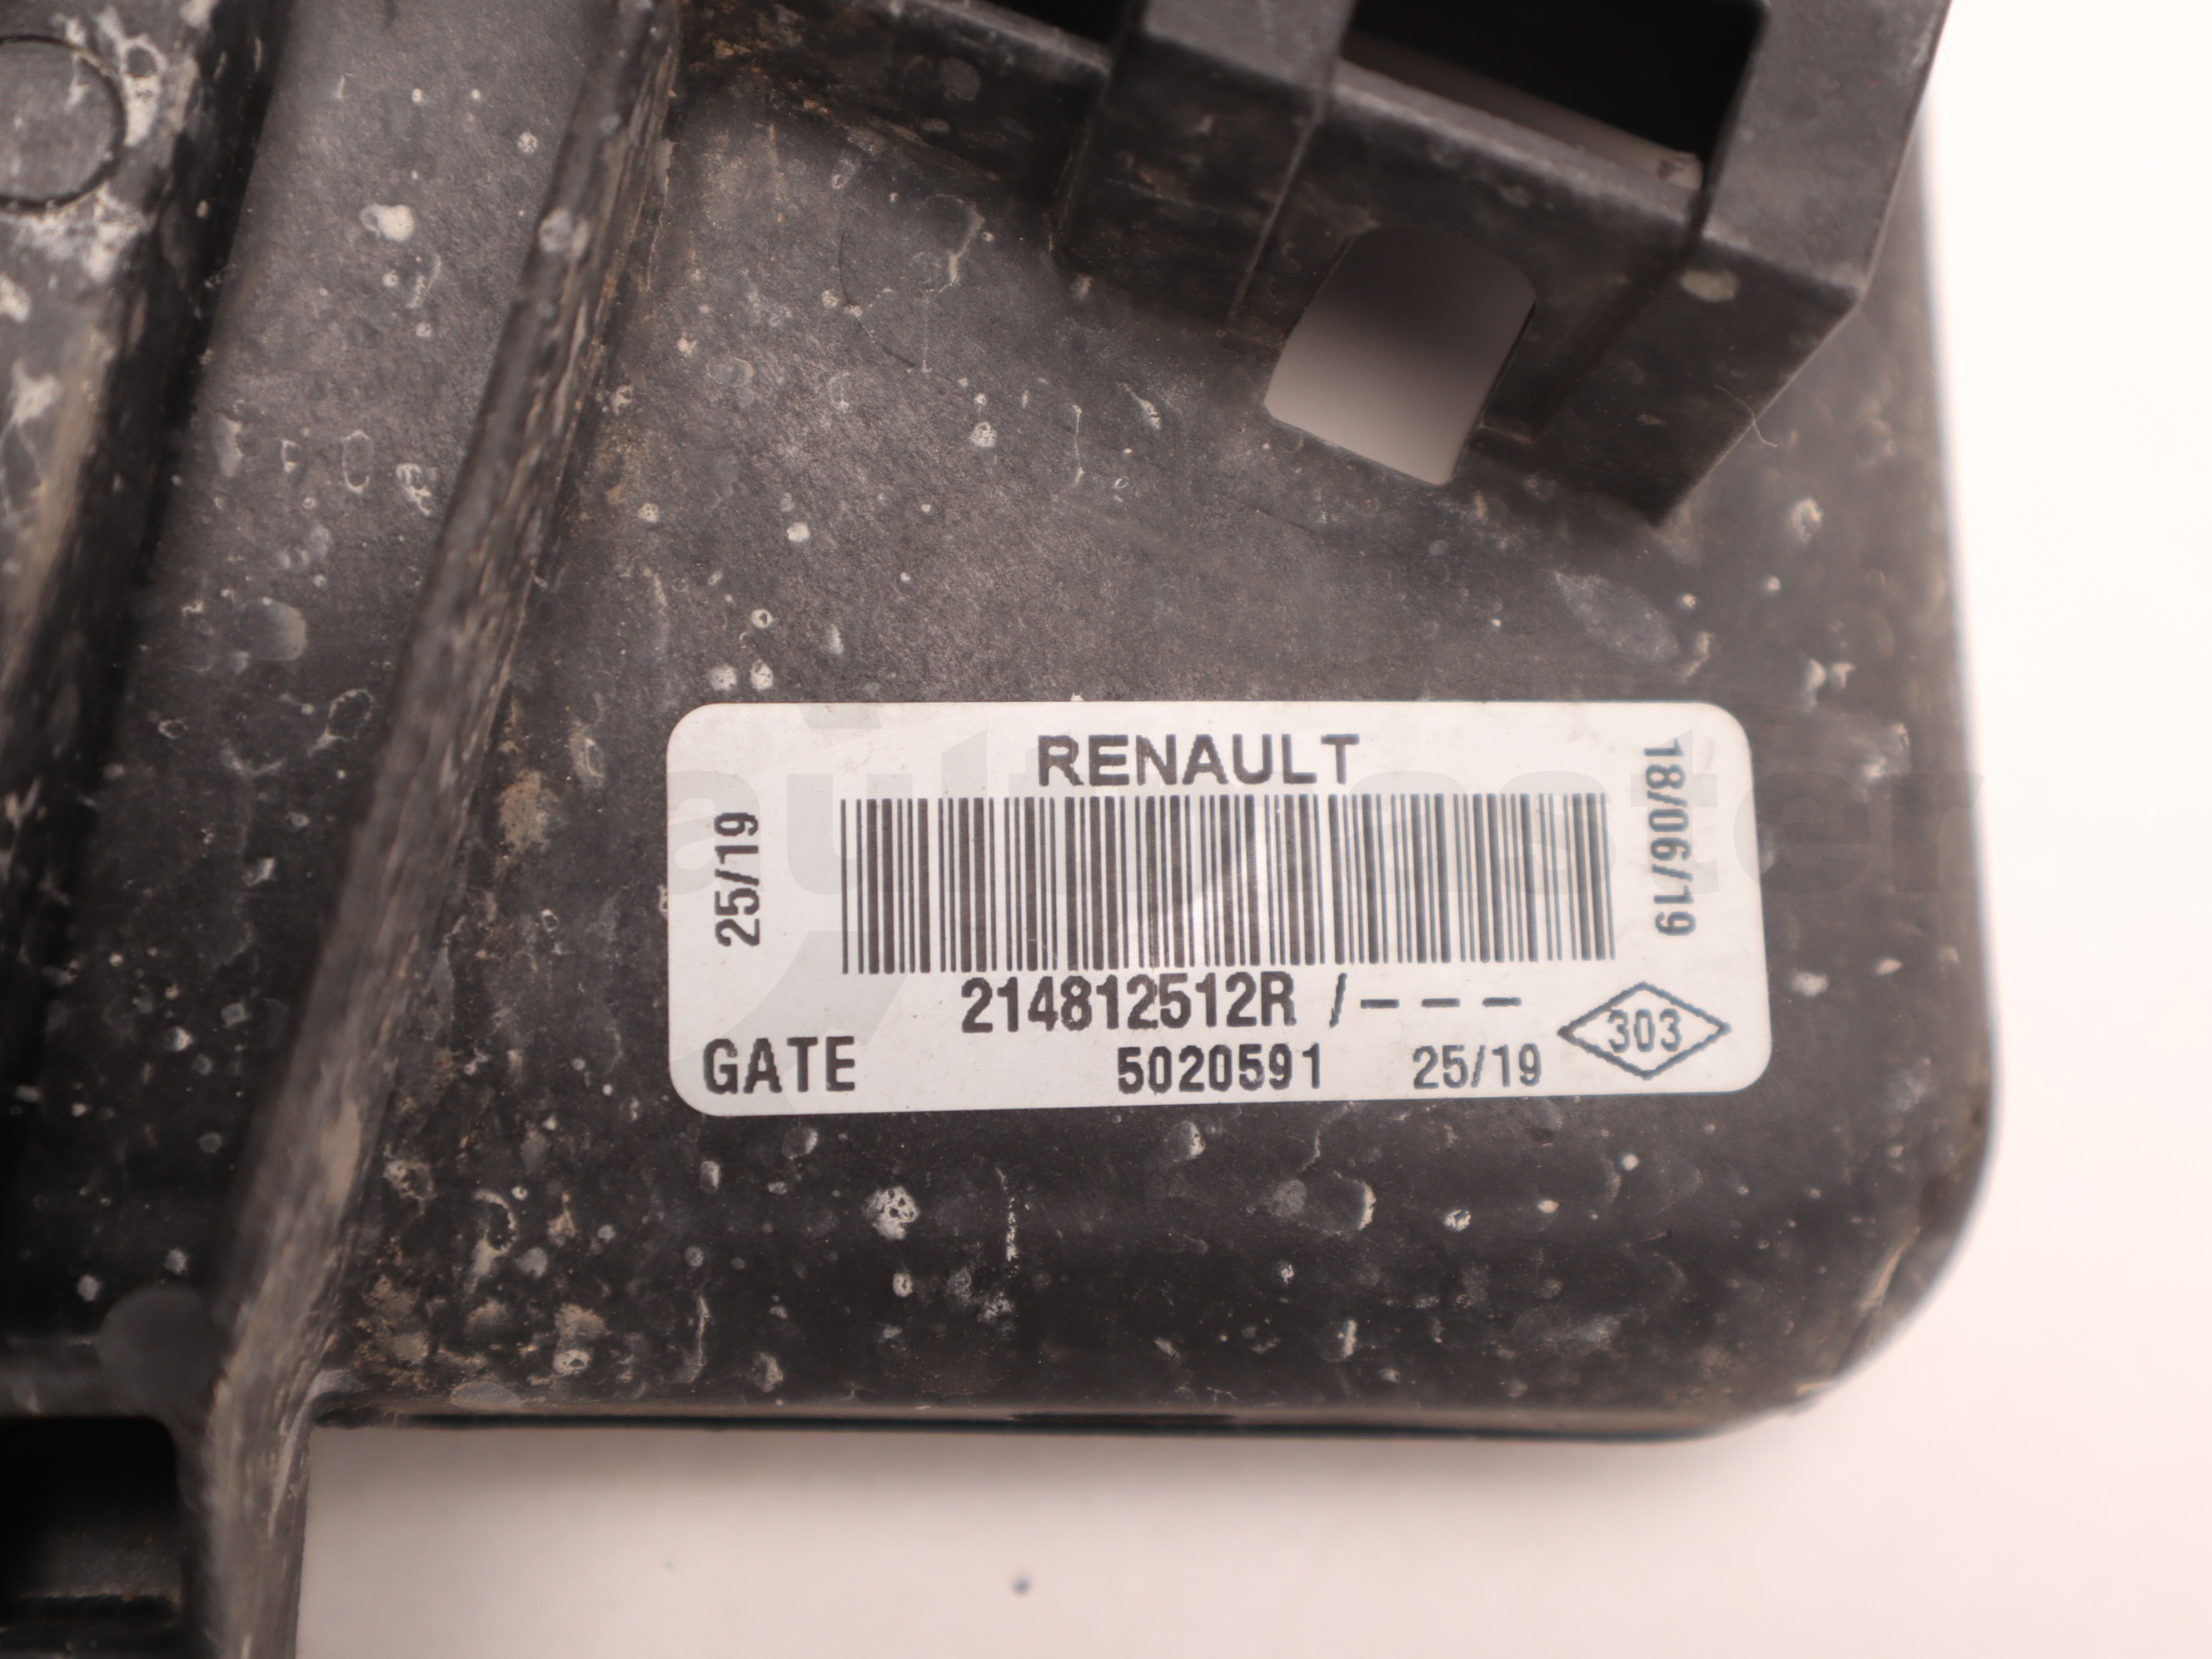 RENAULT
25/19
18/06/19
214812512R /---
303
GATE 5020591 25/19